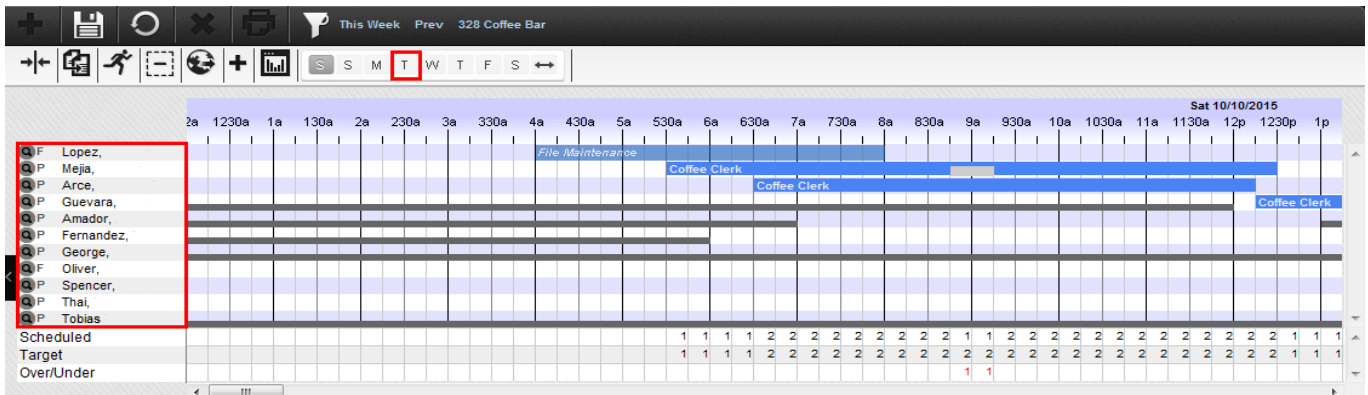 This Week Prev 328 Coffee Bar
S S M T W T F S
Sat 10/10/2015
2a 1230a 1a 130a 2a 230a 3a 330a 4a 430a 5a 530a 6a 630a 7a 730a 8a 830a 9a 930a 10a 1030a 11a 1130a 12p 1230p 1p
F Lopez, File Maintenance
P Mejia, Coffee Clerk
P Arce, Coffee Clerk
P Guevara, Coffee Clerk
P Amador,
P Fernandez,
P George,
F Oliver,
P Spencer,
P Thai,
P Tobias
Scheduled 1 1 1 1 2 2 2 2 2 2 2 2 2 1 1 2 2 2 2 2 2 2 2 2 2 2 2 2 1 1 1
Target 1 1 1 1 2 2 2 2 2 2 2 2 2 2 2 2 2 2 2 2 2 2 2 2 2 2 2 2 1 1 1
Over/Under 1 1